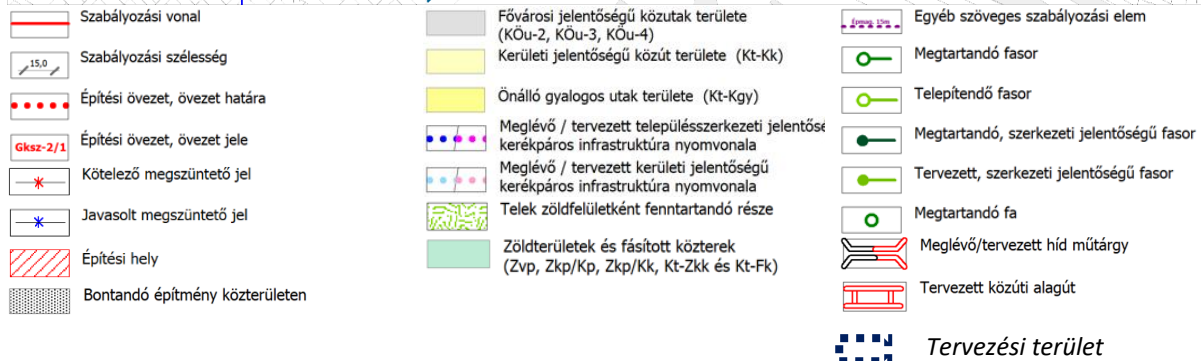 Szabályozási vonal
15,0
Szabályozási szélesség
Építési övezet, övezet határa
Gksz-2/1
Építési övezet, övezet jele
Kötelező megszüntető jel
Javasolt megszüntető jel
Építési hely
Bontandó építmény közterületen
Fővárosi jelentőségű közutak területe
(KÖu-2, KÖu-3, KÖu-4)
Kerületi jelentőségű közút területe (Kt-Kk)
Önálló gyalogos utak területe (Kt-Kgy)
Meglévő / tervezett településszerkezeti jelentősé
kerékpáros infrastruktúra nyomvonala
Meglévő / tervezett kerületi jelentőségű
kerékpáros infrastruktúra nyomvonala
Telek zöldfelületként fenntartandó része
Zöldterületek és fásított közterek
(Zvp, Zkp/Kp, Zkp/Kk, Kt-Zkk és Kt-Fk)
Épmag. 15m
Egyéb szöveges szabályozási elem
Megtartandó fasor
Telepítendő fasor
Megtartandó, szerkezeti jelentőségű fasor
Tervezett, szerkezeti jelentőségű fasor
Megtartandó fa
Meglévő/tervezett híd műtárgy
Tervezett közúti alagút
Tervezési terület